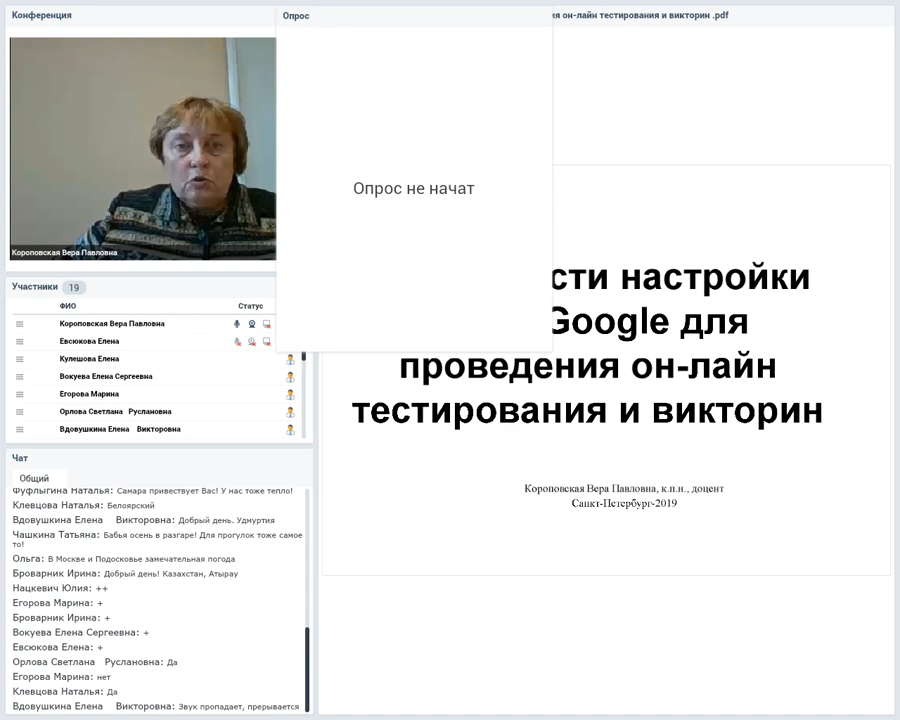 Конференция
Опрос
я он-лайн тестирования и викторин .pdf
Опрос не начат
Короповская Вера Павловна
Участники 19
ФИО Статус
Короповская Вера Павловна
Евсюкова Елена
Кулешова Елена
Вокуева Елена Сергеевна
Егорова Марина
Орлова Светлана Руслановна
Вдовушкина Елена Викторовна
сти настройки
Google для
проведения он-лайн
тестирования и викторин
Короповская Вера Павловна, к.п.н., доцент
Санкт-Петербург-2019
Чат
Общий
Фуфлыгина Наталья: Самара привествует Вас! У нас тоже тепло!
Клевцова Наталья: Белоярский
Вдовушкина Елена Викторовна: Добрый день. Удмуртия
Чашкина Татьяна: Бабья осень в разгаре! Для прогулок тоже самое
то!
Ольга: В Москве и Подосковье замечательная погода
Броварник Ирина: Добрый день! Казахстан, Атырау
Нацкевич Юлия: ++
Егорова Марина: +
Броварник Ирина: +
Вокуева Елена Сергеевна: +
Евсюкова Елена: +
Орлова Светлана Руслановна: Да
Егорова Марина: нет
Клевцова Наталья: Да
Вдовушкина Елена Викторовна: Звук пропадает, прерывается